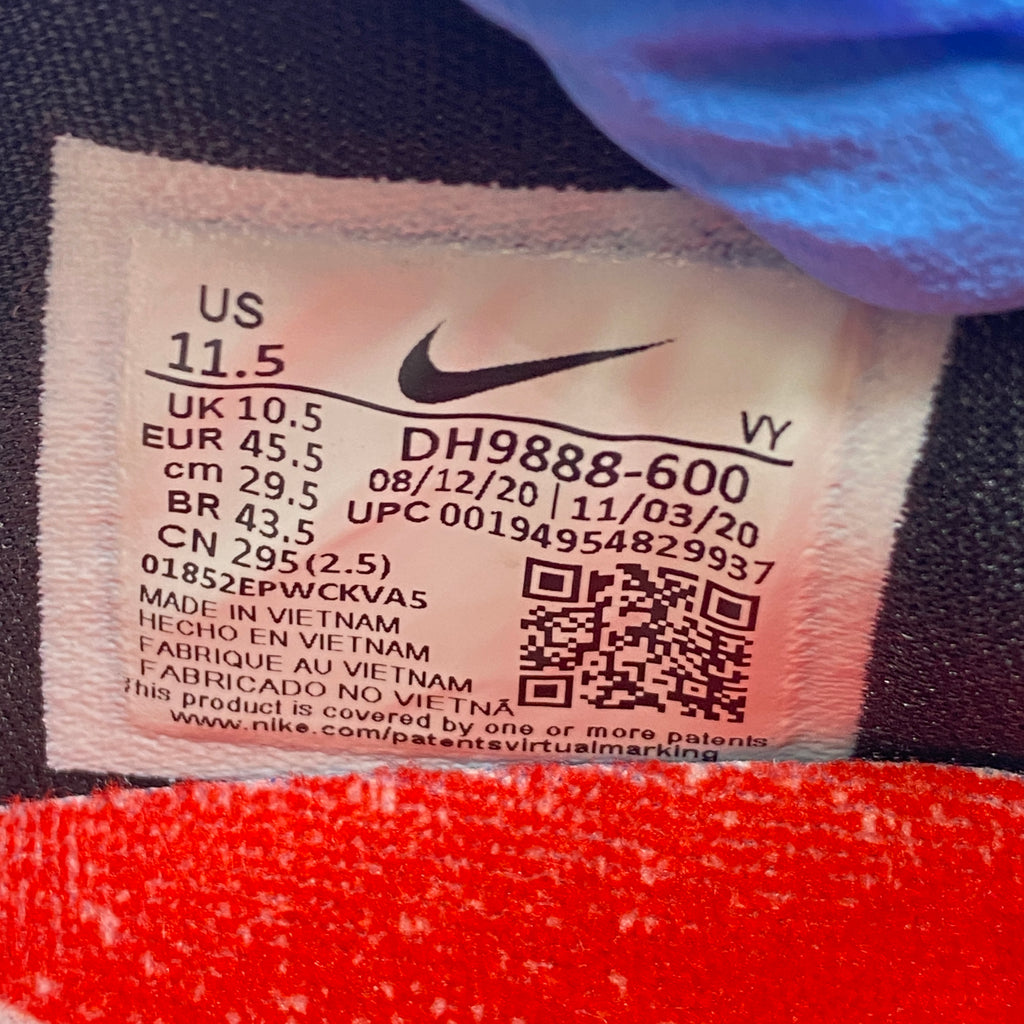 US
11.5
VY
UK 10.5
EUR 45.5
cm 29.5
BR 43.5
CN 295(2.5)
DH9888-600
08/12/20 | 11/03/20
UPC 00194954829937
01852EPWCKVA5
MADE IN VIETNAM
HECHO EN VIETNAM
FABRIQUE AU VIETNAM
FABRICADO NO VIETNÃ
This product is covered by one or more patents
www.nike.com/patentsvirtualmarking